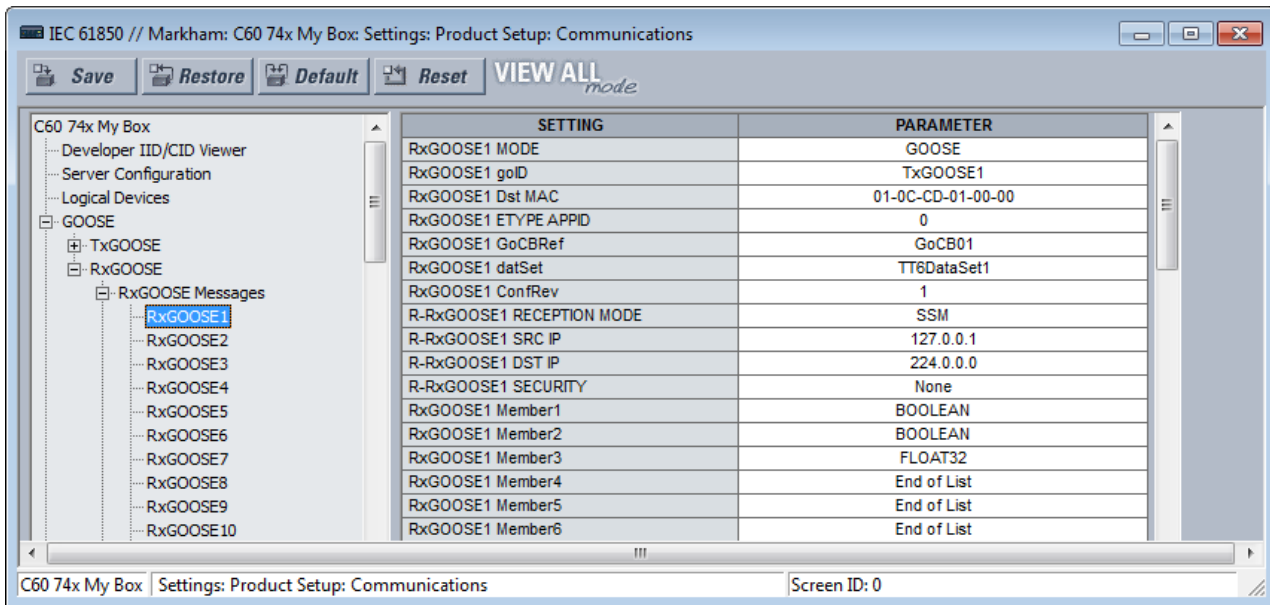 IEC 61850 // Markham: C60 74x My Box: Settings: Product Setup: Communications
Save Restore Default Reset VIEW ALL mode
C60 74x My Box
Developer IID/CID Viewer
Server Configuration
Logical Devices
GOOSE
TxGOOSE
RxGOOSE
RxGOOSE Messages
RxGOOSE1
RxGOOSE2
RxGOOSE3
RxGOOSE4
RxGOOSE5
RxGOOSE6
RxGOOSE7
RxGOOSE8
RxGOOSE9
RxGOOSE10
SETTING PARAMETER
RxGOOSE1 MODE GOOSE
RxGOOSE1 goID TxGOOSE1
RxGOOSE1 Dst MAC 01-0C-CD-01-00-00
RxGOOSE1 ETYPE APPID 0
RxGOOSE1 GoCBRef GoCB01
RxGOOSE1 datSet TT6DataSet1
RxGOOSE1 ConfRev 1
R-RxGOOSE1 RECEPTION MODE SSM
R-RxGOOSE1 SRC IP 127.0.0.1
R-RxGOOSE1 DST IP 224.0.0.0
R-RxGOOSE1 SECURITY None
RxGOOSE1 Member1 BOOLEAN
RxGOOSE1 Member2 BOOLEAN
RxGOOSE1 Member3 FLOAT32
RxGOOSE1 Member4 End of List
RxGOOSE1 Member5 End of List
RxGOOSE1 Member6 End of List
C60 74x My Box Settings: Product Setup: Communications Screen ID: 0